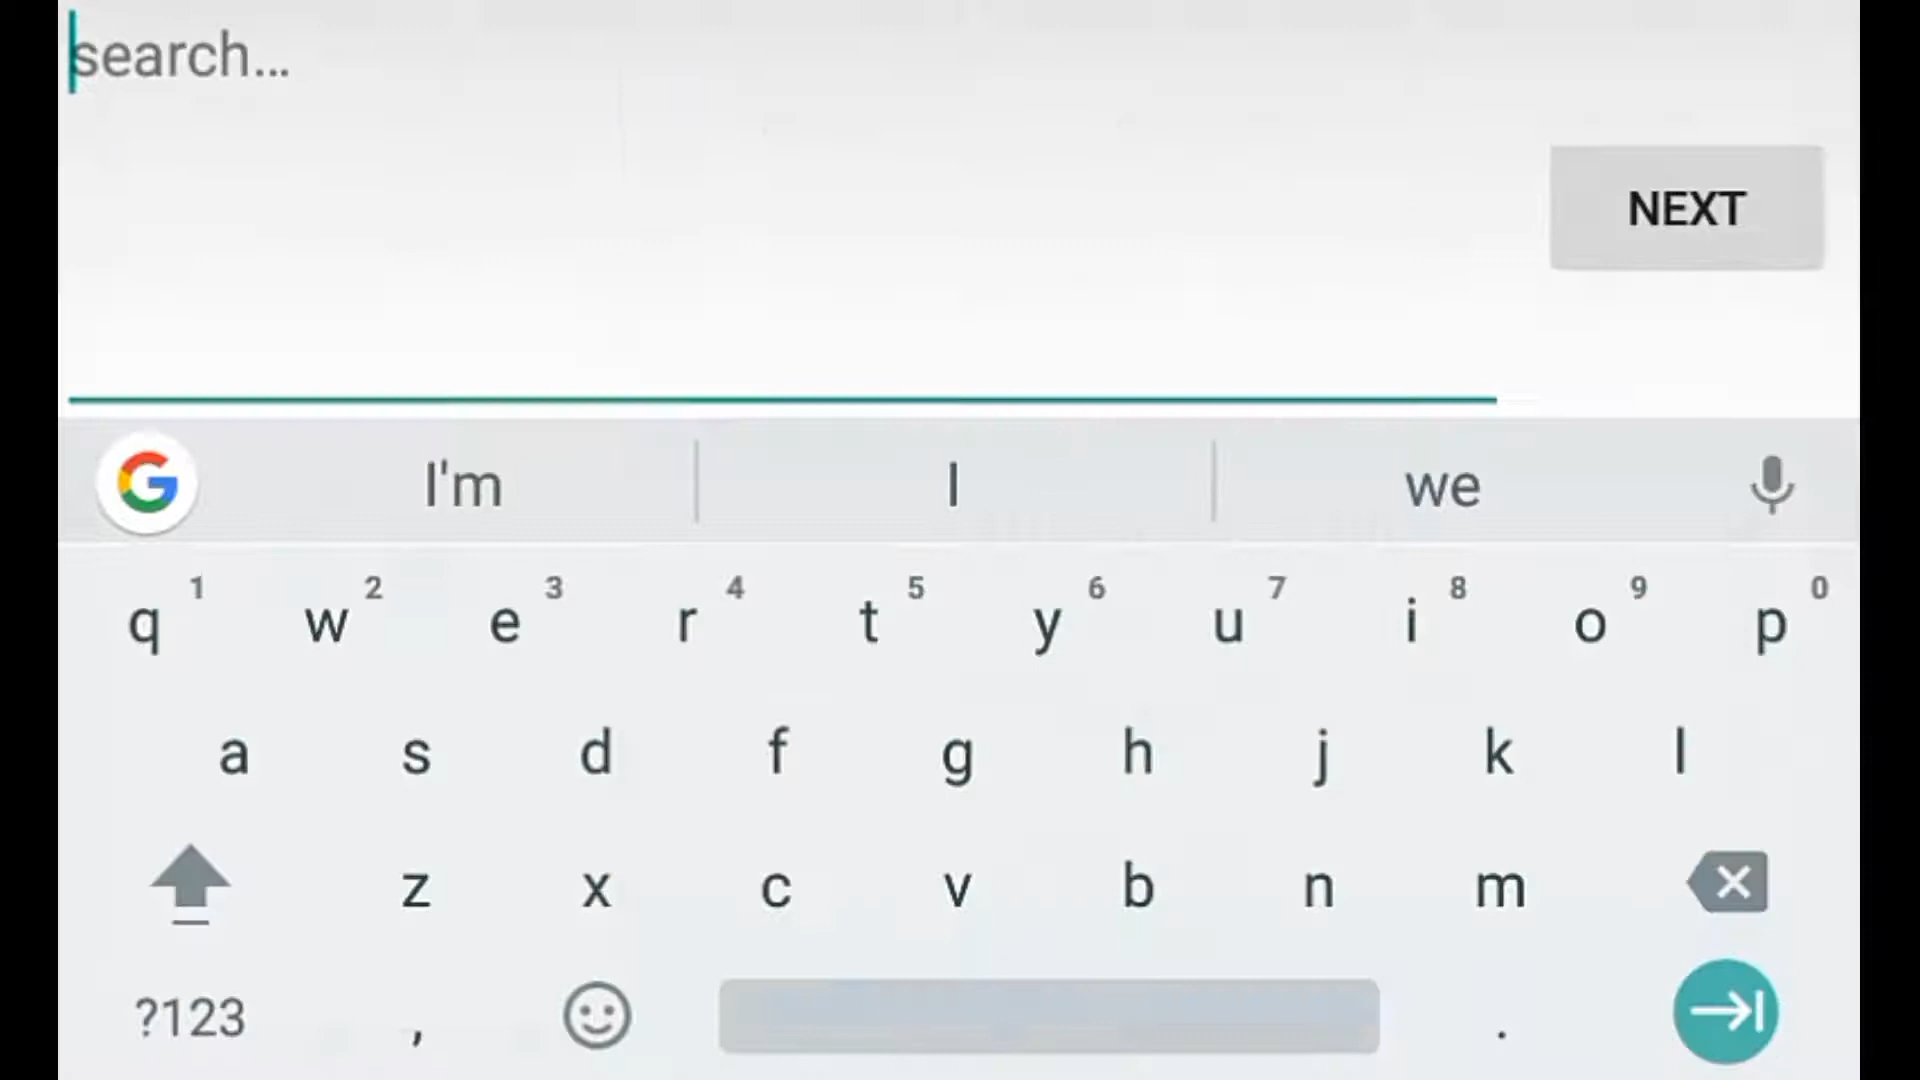 search...
NEXT
G I'm I we
q 1 w 2 e 3 r 4 t 5 y 6 u 7 i 8 o 9 p 0
a s d f g h j k l
z x c v b n m
?123 , .